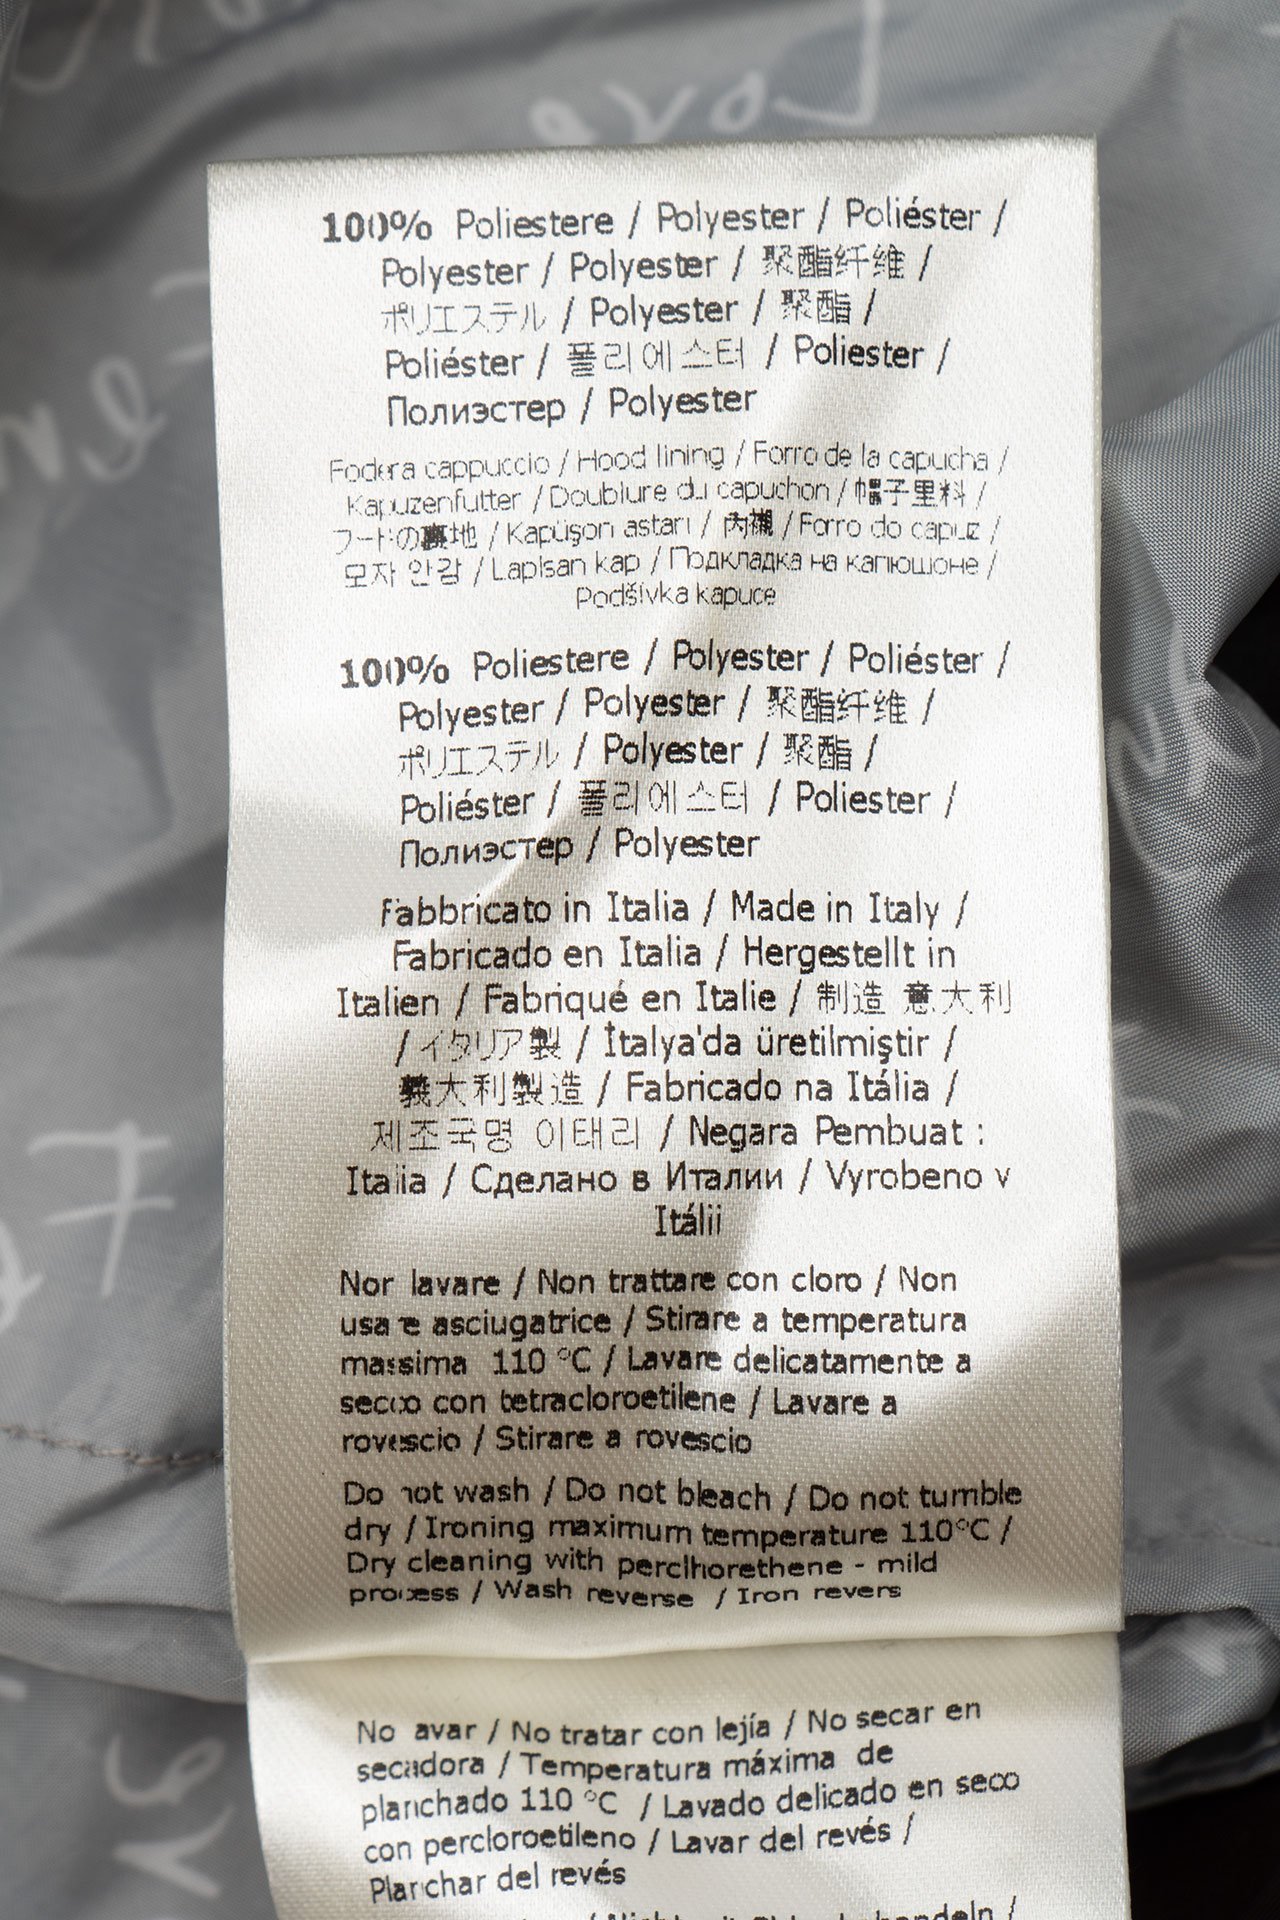 100% Poliestere / Polyester / Poliéster /
Polyester / Polyester / 聚酯纤维 /
ポリエステル / Polyester / 聚酯 /
Poliéster / 폴리에스터 / Poliester /
Полиэстер / Polyester
Fodera cappuccio / Hood lining / Forro de la capucha /
Kapuzenfutter / Doublure du capuchon / 帽子里料 /
フードの裏地 / Kapüşon astarı / 內襯 / Forro do capuz /
모자 안감 / Lapisan kap / Подкладка на капюшоне /
Podšívka kapuce
100% Poliestere / Polyester / Poliéster /
Polyester / Polyester / 聚酯纤维 /
ポリエステル / Polyester / 聚酯 /
Poliéster / 폴리에스터 / Poliester /
Полиэстер / Polyester
Fabbricato in Italia / Made in Italy /
Fabricado en Italia / Hergestellt in
Italien / Fabriqué en Italie / 制造 意大利
/ イタリア製 / İtalya'da üretilmiştir /
義大利製造 / Fabricado na Itália /
제조국명 이태리 / Negara Pembuat :
Italia / Сделано в Италии / Vyrobeno v
Itálii
Non lavare / Non trattare con cloro / Non
usare asciugatrice / Stirare a temperatura
massima 110 °C / Lavare delicatamente a
secco con tetracloroetilene / Lavare a
rovescio / Stirare a rovescio
Do not wash / Do not bleach / Do not tumble
dry / Ironing maximum temperature 110°C /
Dry cleaning with perclhorethene - mild
process / Wash reverse / Iron revers
No lavar / No tratar con lejía / No secar en
secadora / Temperatura máxima de
planchado 110 °C / Lavado delicado en seco
con percloroetileno / Lavar del revés /
Planchar del revés